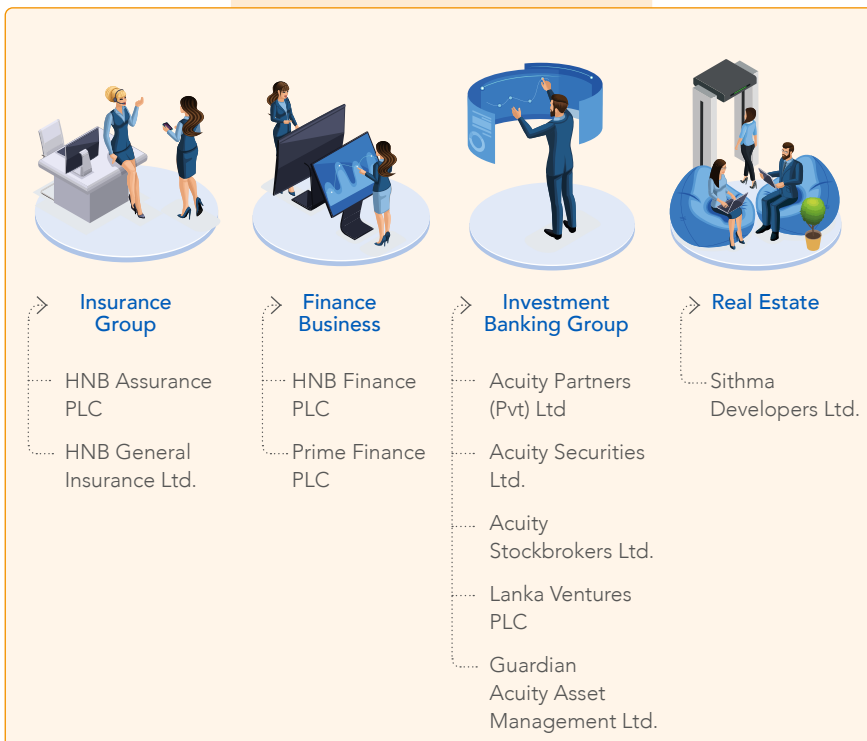 Insurance
Group
HNB Assurance
PLC
HNB General
Insurance Ltd.
Finance
Business
HNB Finance
PLC
Prime Finance
PLC
Investment
Banking Group
Acuity Partners
(Pvt) Ltd
Acuity Securities
Ltd.
Acuity
Stockbrokers Ltd.
Lanka Ventures
PLC
Guardian
Acuity Asset
Management Ltd.
Real Estate
Sithma
Developers Ltd.